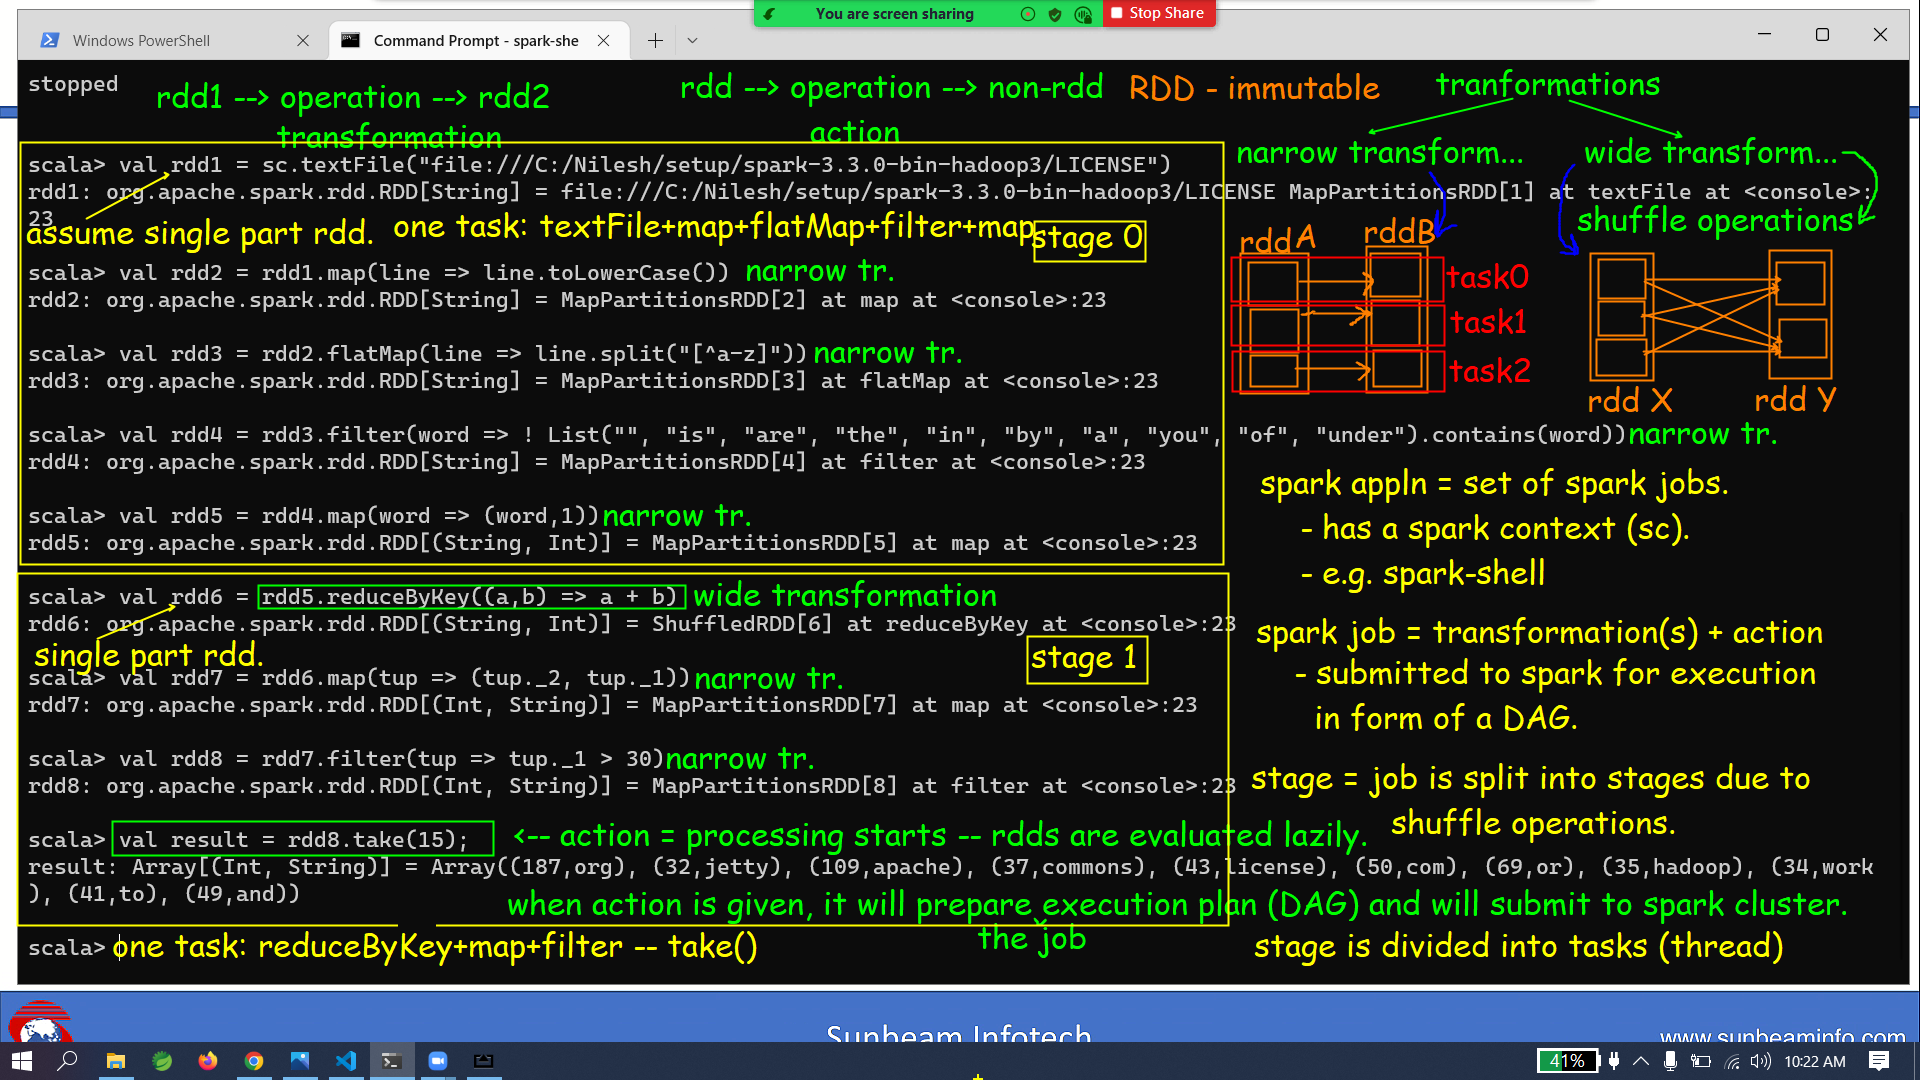 You are screen sharing
Stop Share
Windows PowerShell
Command Prompt - spark-she
stopped
rdd1 --> operation --> rdd2
transformation
rdd --> operation --> non-rdd
action
RDD - immutable
tranformations
narrow transform...
wide transform...
shuffle operations
scala> val rdd1 = sc.textFile("file:///C:/Nilesh/setup/spark-3.3.0-bin-hadoop3/LICENSE")
rdd1: org.apache.spark.rdd.RDD[String] = file:///C:/Nilesh/setup/spark-3.3.0-bin-hadoop3/LICENSE MapPartitionsRDD[1] at textFile at <console>:
23
assume single part rdd.
one task: textFile+map+flatMap+filter+map
stage 0
rdd A
rddB
task0
task1
task2
rdd X
rdd Y
scala> val rdd2 = rdd1.map(line => line.toLowerCase()) narrow tr.
rdd2: org.apache.spark.rdd.RDD[String] = MapPartitionsRDD[2] at map at <console>:23
scala> val rdd3 = rdd2.flatMap(line => line.split("[^a-z]")) narrow tr.
rdd3: org.apache.spark.rdd.RDD[String] = MapPartitionsRDD[3] at flatMap at <console>:23
scala> val rdd4 = rdd3.filter(word => ! List("", "is", "are", "the", "in", "by", "a", "you", "of", "under").contains(word)) narrow tr.
rdd4: org.apache.spark.rdd.RDD[String] = MapPartitionsRDD[4] at filter at <console>:23
scala> val rdd5 = rdd4.map(word => (word,1)) narrow tr.
rdd5: org.apache.spark.rdd.RDD[(String, Int)] = MapPartitionsRDD[5] at map at <console>:23
spark appln = set of spark jobs.
- has a spark context (sc).
- e.g. spark-shell
scala> val rdd6 = rdd5.reduceByKey((a,b) => a + b) wide transformation
rdd6: org.apache.spark.rdd.RDD[(String, Int)] = ShuffledRDD[6] at reduceByKey at <console>:23
single part rdd.
stage 1
scala> val rdd7 = rdd6.map(tup => (tup._2, tup._1)) narrow tr.
rdd7: org.apache.spark.rdd.RDD[(Int, String)] = MapPartitionsRDD[7] at map at <console>:23
scala> val rdd8 = rdd7.filter(tup => tup._1 > 30) narrow tr.
rdd8: org.apache.spark.rdd.RDD[(Int, String)] = MapPartitionsRDD[8] at filter at <console>:23
spark job = transformation(s) + action
- submitted to spark for execution
in form of a DAG.
stage = job is split into stages due to
shuffle operations.
scala> val result = rdd8.take(15); <-- action = processing starts -- rdds are evaluated lazily.
result: Array[(Int, String)] = Array((187,org), (32,jetty), (109,apache), (37,commons), (43,license), (50,com), (69,or), (35,hadoop), (34,work
), (41,to), (49,and))
when action is given, it will prepare execution plan (DAG) and will submit to spark cluster.
the job
scala> one task: reduceByKey+map+filter -- take()
stage is divided into tasks (thread)
Sunbeam Infotech
www.sunbeaminfo.com
41%
10:22 AM